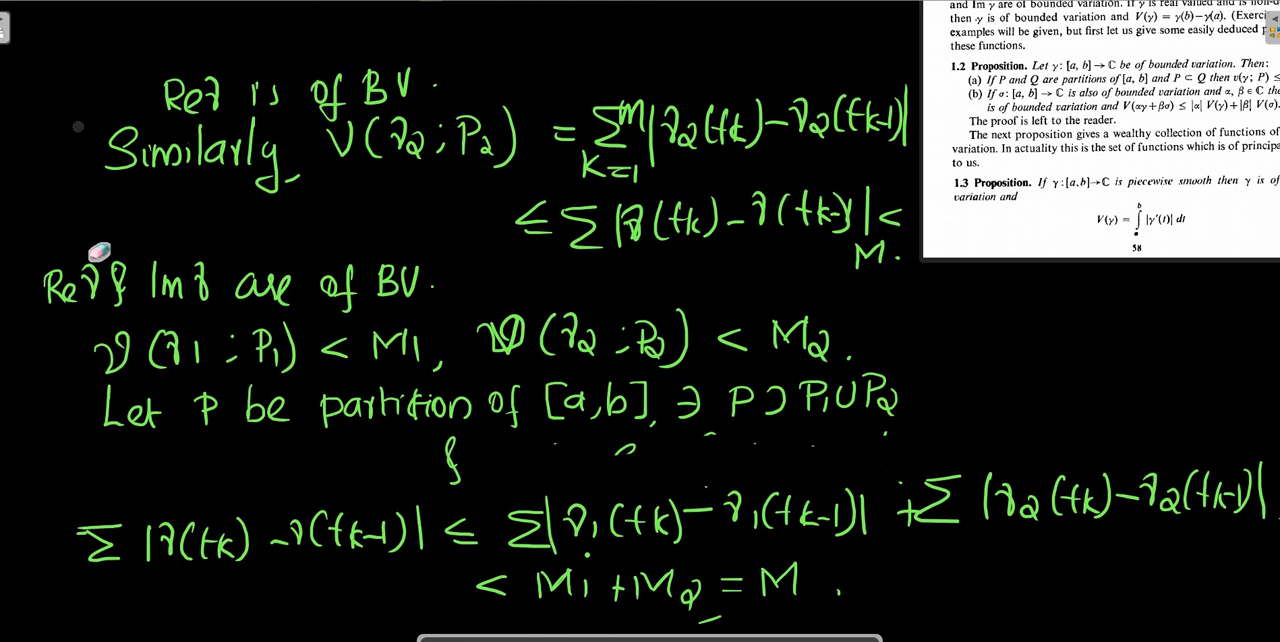 Reγ is of BV.
Similarly V(γ2 ; P2) = Σ^m_{K=1} |γ2(tk)-γ2(tk-1)|
≤ Σ |γ(tk)-γ(tk-1)| < M.
Reγ & Imγ are of BV.
ν(γ1 ; P1) < M1, ν(γ2 ; P2) < M2.
Let P be partition of [a,b], ∋ P⊃P1∪P2
&
Σ |γ(tk) -γ(tk-1)| ≤ Σ|γ1(tk)-γ1(tk-1)| + Σ |γ2(tk)-γ2(tk-1)|
< M1 + M2 = M .
and Im γ are of bounded variation. If γ is real valued and is non-d
then γ is of bounded variation and V(γ) = γ(b)−γ(a). (Exerci
examples will be given, but first let us give some easily deduced
these functions.
1.2 Proposition. Let γ: [a, b] → ℂ be of bounded variation. Then:
(a) If P and Q are partitions of [a, b] and P ⊂ Q then v(γ; P) ≤
(b) If σ: [a, b] → ℂ is also of bounded variation and α, β ∈ ℂ the
is of bounded variation and V(αγ+βσ) ≤ |α| V(γ)+|β| V(σ).
The proof is left to the reader.
The next proposition gives a wealthy collection of functions of
variation. In actuality this is the set of functions which is of principa
to us.
1.3 Proposition. If γ:[a,b]→ℂ is piecewise smooth then γ is of
variation and
V(γ) = ∫_a^b |γ'(t)| dt
58